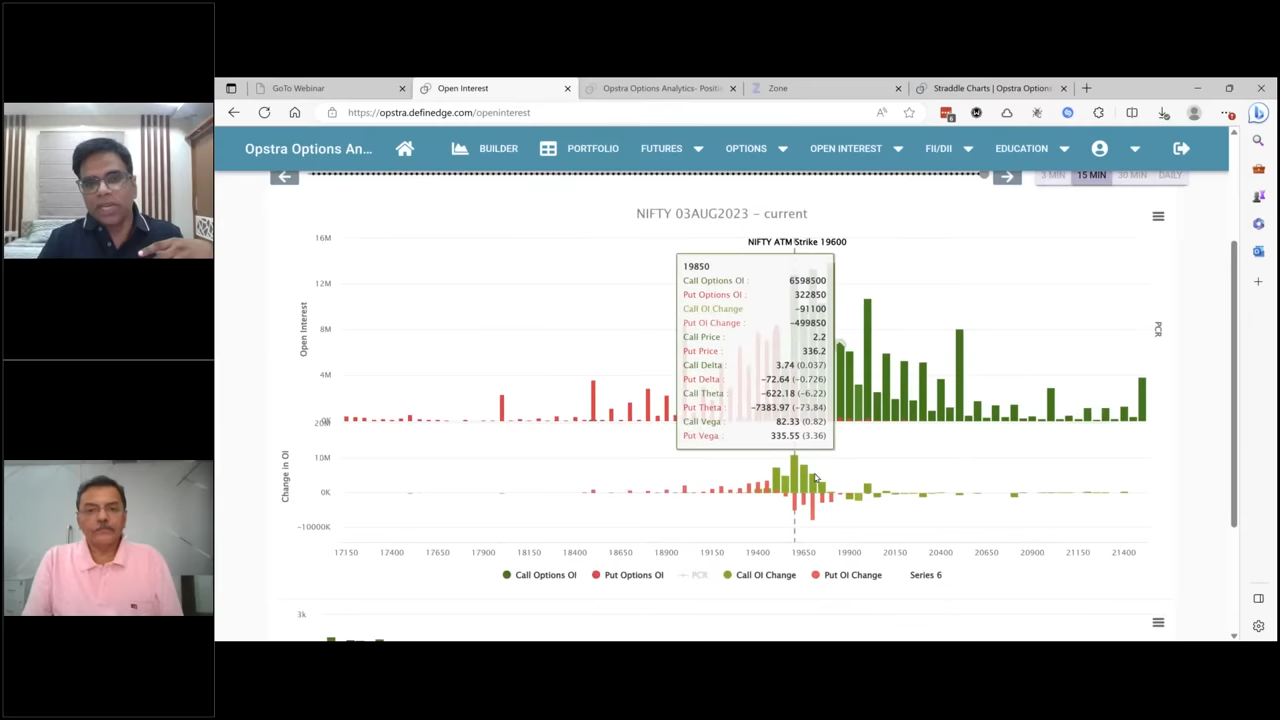 GoTo Webinar
Open Interest
Opstra Options Analytics- Positi
Zone
Straddle Charts | Opstra Option
https://opstra.definedge.com/openinterest
Opstra Options An...
BUILDER
PORTFOLIO
FUTURES
OPTIONS
OPEN INTEREST
FII/DII
EDUCATION
3 MIN
15 MIN
30 MIN
DAILY
NIFTY 03AUG2023 – current
NIFTY ATM Strike 19600
16M
12M
8M
4M
0K
Open Interest
PCR
19850
Call Options OI : 6598500
Put Options OI : 322850
Call OI Change -91100
Put OI Change : -499850
Call Price : 2.2
Put Price : 336.2
Call Delta : 3.74 (0.037)
Put Delta : -72.64 (-0.726)
Call Theta : -622.18 (-6.22)
Put Theta : -7383.97 (-73.84)
Call Vega : 82.33 (0.82)
Put Vega : 335.55 (3.36)
10M
0K
-10000K
Change in OI
17150 17400 17650 17900 18150 18400 18650 18900 19150 19400 19650 19900 20150 20400 20650 20900 21150 21400
Call Options OI
Put Options OI
PCR
Call OI Change
Put OI Change
Series 6
3k